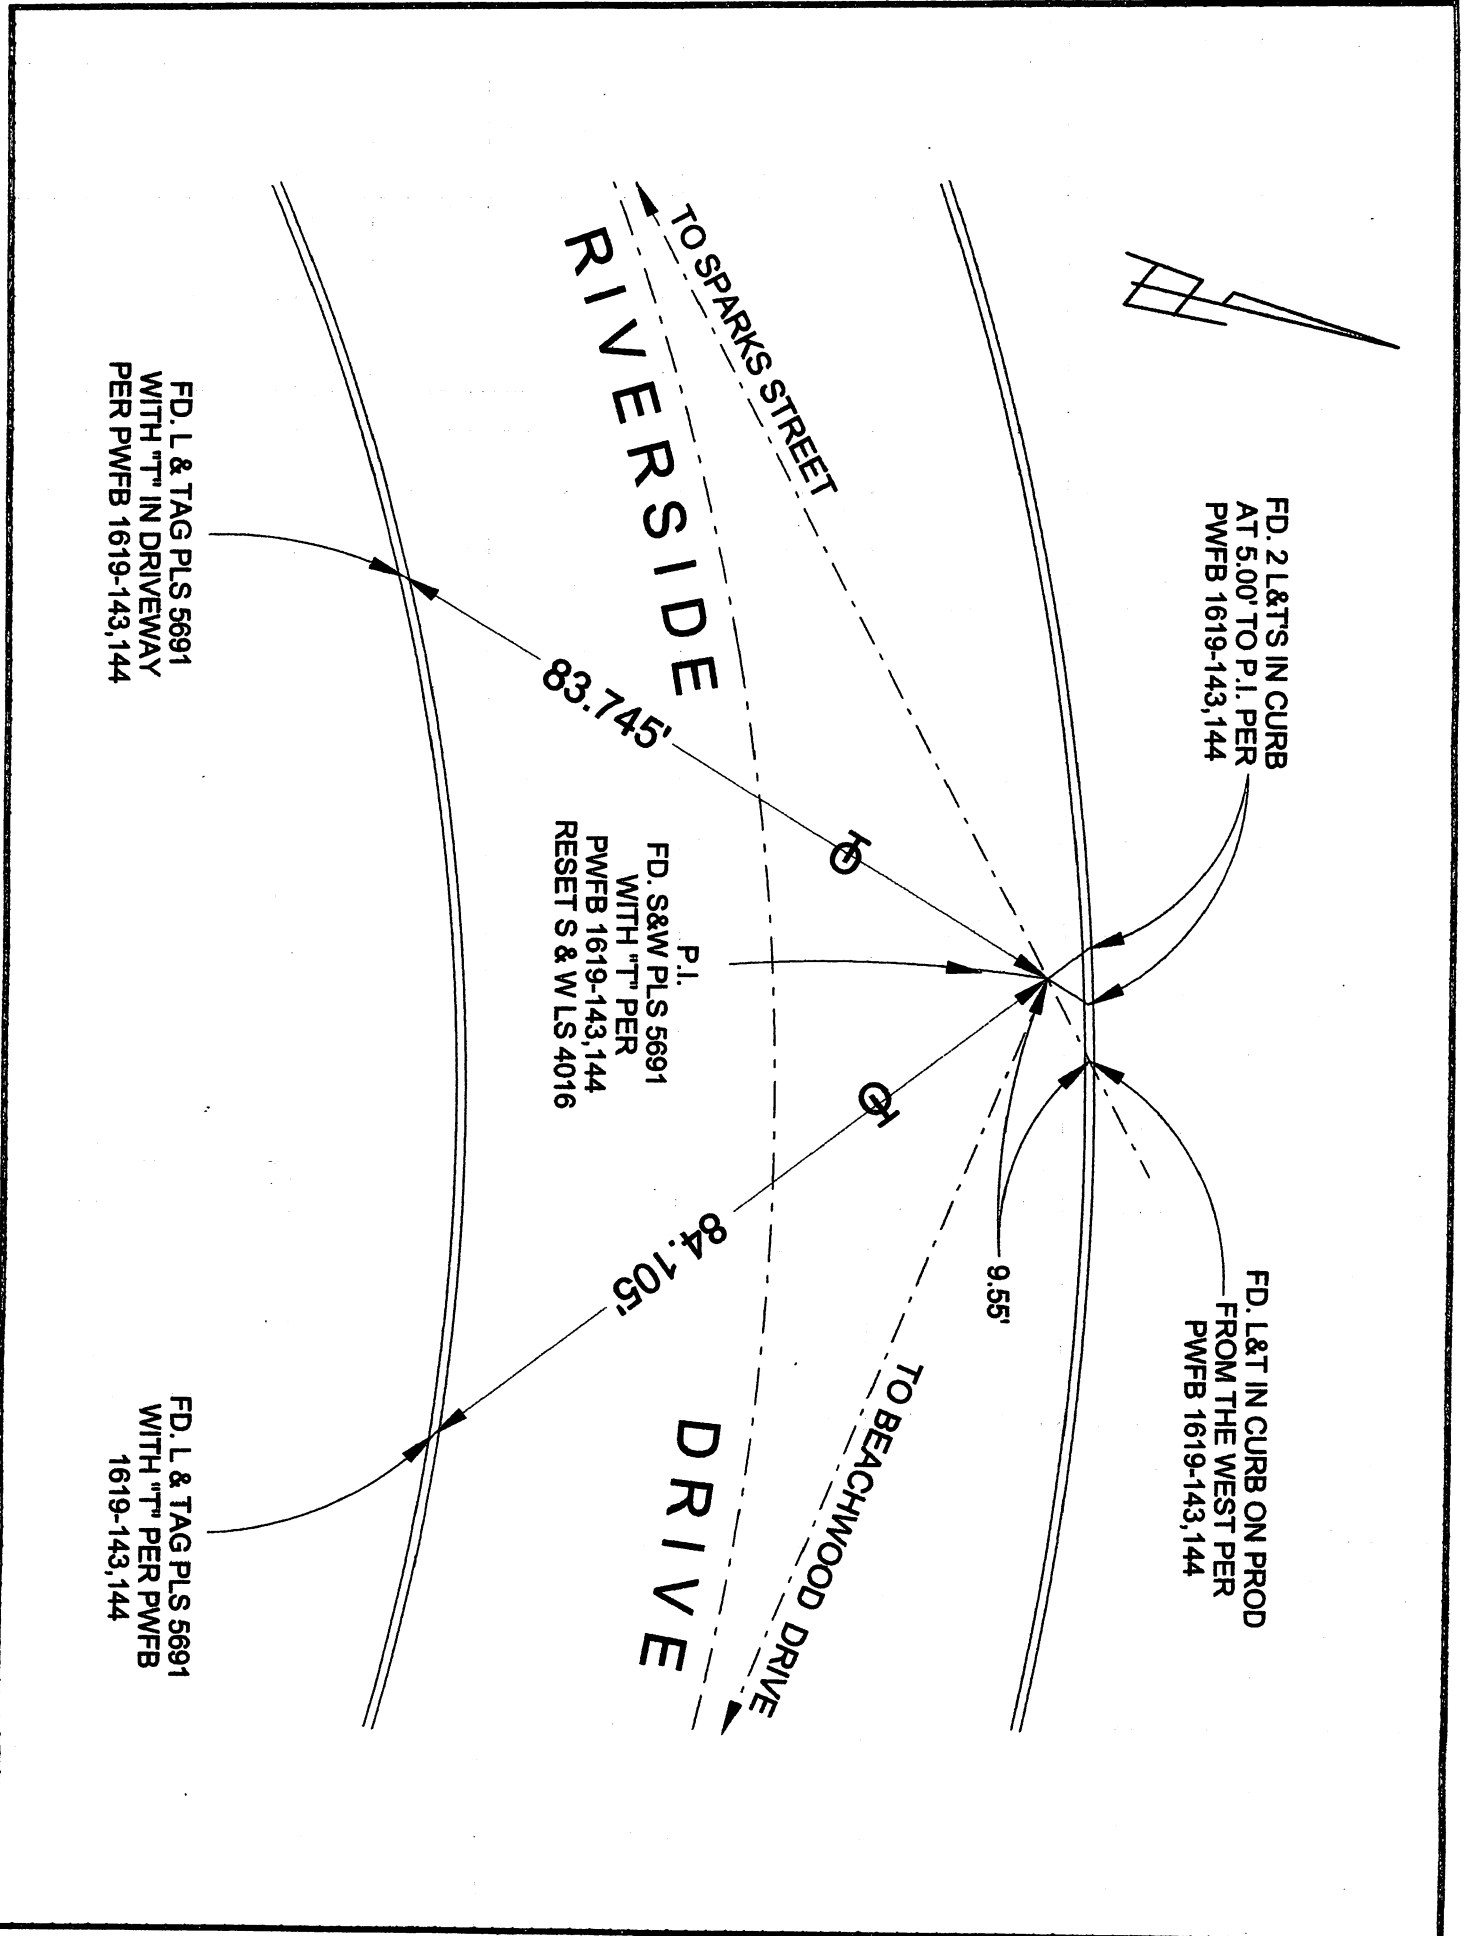 FD. 2 L&T'S IN CURB
AT 5.00' TO P.I. PER
PWFB 1619-143,144
FD. L&T IN CURB ON PROD
FROM THE WEST PER
PWFB 1619-143,144
TO SPARKS STREET
9.55'
TO BEACHWOOD DRIVE
RIVERSIDE DRIVE
83.745'
84.105'
P.I.
FD. S&W PLS 5691
WITH "T" PER
PWFB 1619-143,144
RESET S & W LS 4016
FD. L & TAG PLS 5691
WITH "T" IN DRIVEWAY
PER PWFB 1619-143,144
FD. L & TAG PLS 5691
WITH "T" PER PWFB
1619-143,144